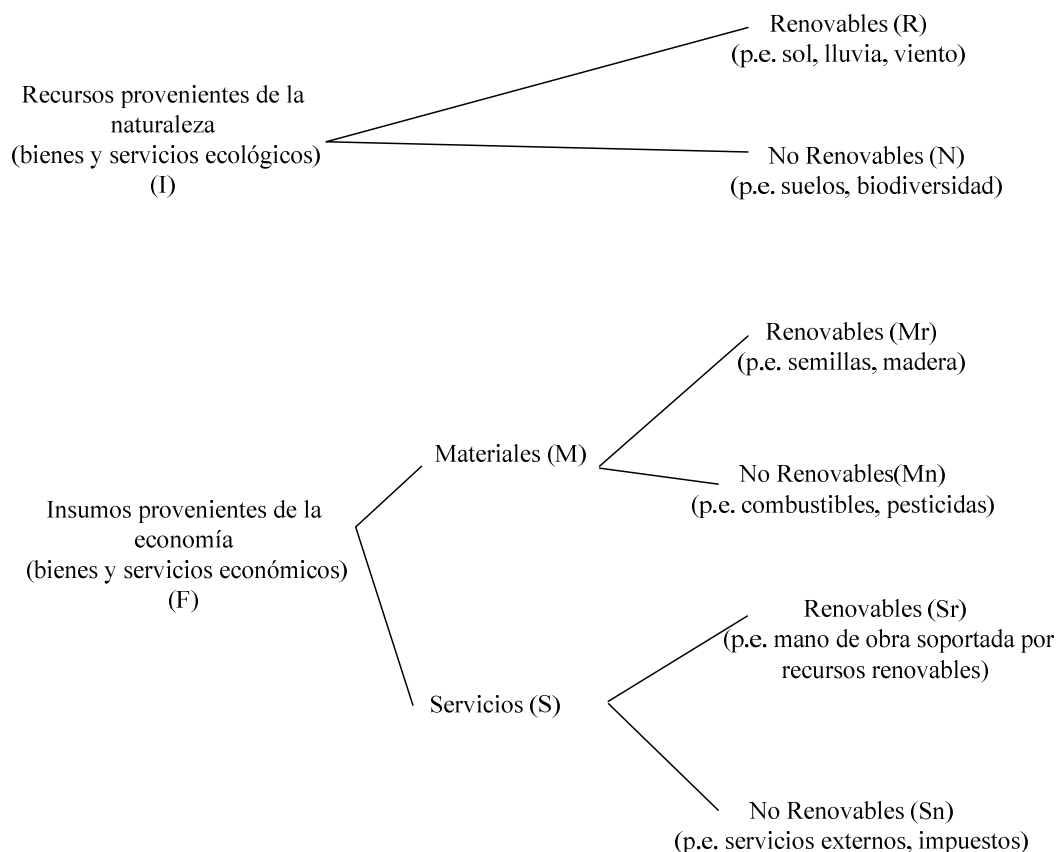 Recursos provenientes de la
naturaleza
(bienes y servicios ecológicos)
(I)
Renovables (R)
(p.e. sol, lluvia, viento)
No Renovables (N)
(p.e. suelos, biodiversidad)
Insumos provenientes de la
economía
(bienes y servicios económicos)
(F)
Materiales (M)
Renovables (Mr)
(p.e. semillas, madera)
No Renovables(Mn)
(p.e. combustibles, pesticidas)
Servicios (S)
Renovables (Sr)
(p.e. mano de obra soportada por
recursos renovables)
No Renovables (Sn)
(p.e. servicios externos, impuestos)